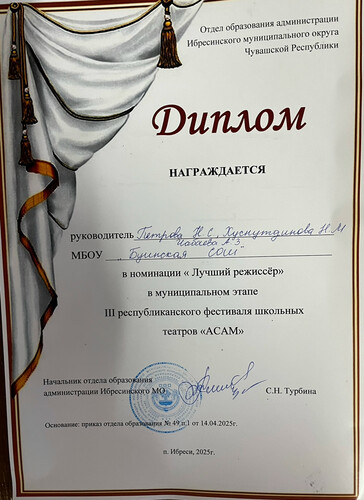 Отдел образования администрации
Ибресинского муниципального округа
Чувашской Республики
Диплом
НАГРАЖДАЕТСЯ
руководитель Петрова Н.С, Хуснутдинова Н.М
Чабаева А З
МБОУ „Буинская СОШ"
в номинации « Лучший режиссёр»
в муниципальном этапе
III республиканского фестиваля школьных
театров «АСАМ»
Начальник отдела образования
администрации Ибресинского МО
С.Н. Турбина
Основание: приказ отдела образования № 49 п.1 от 14.04.2025г.
п. Ибреси, 2025г.